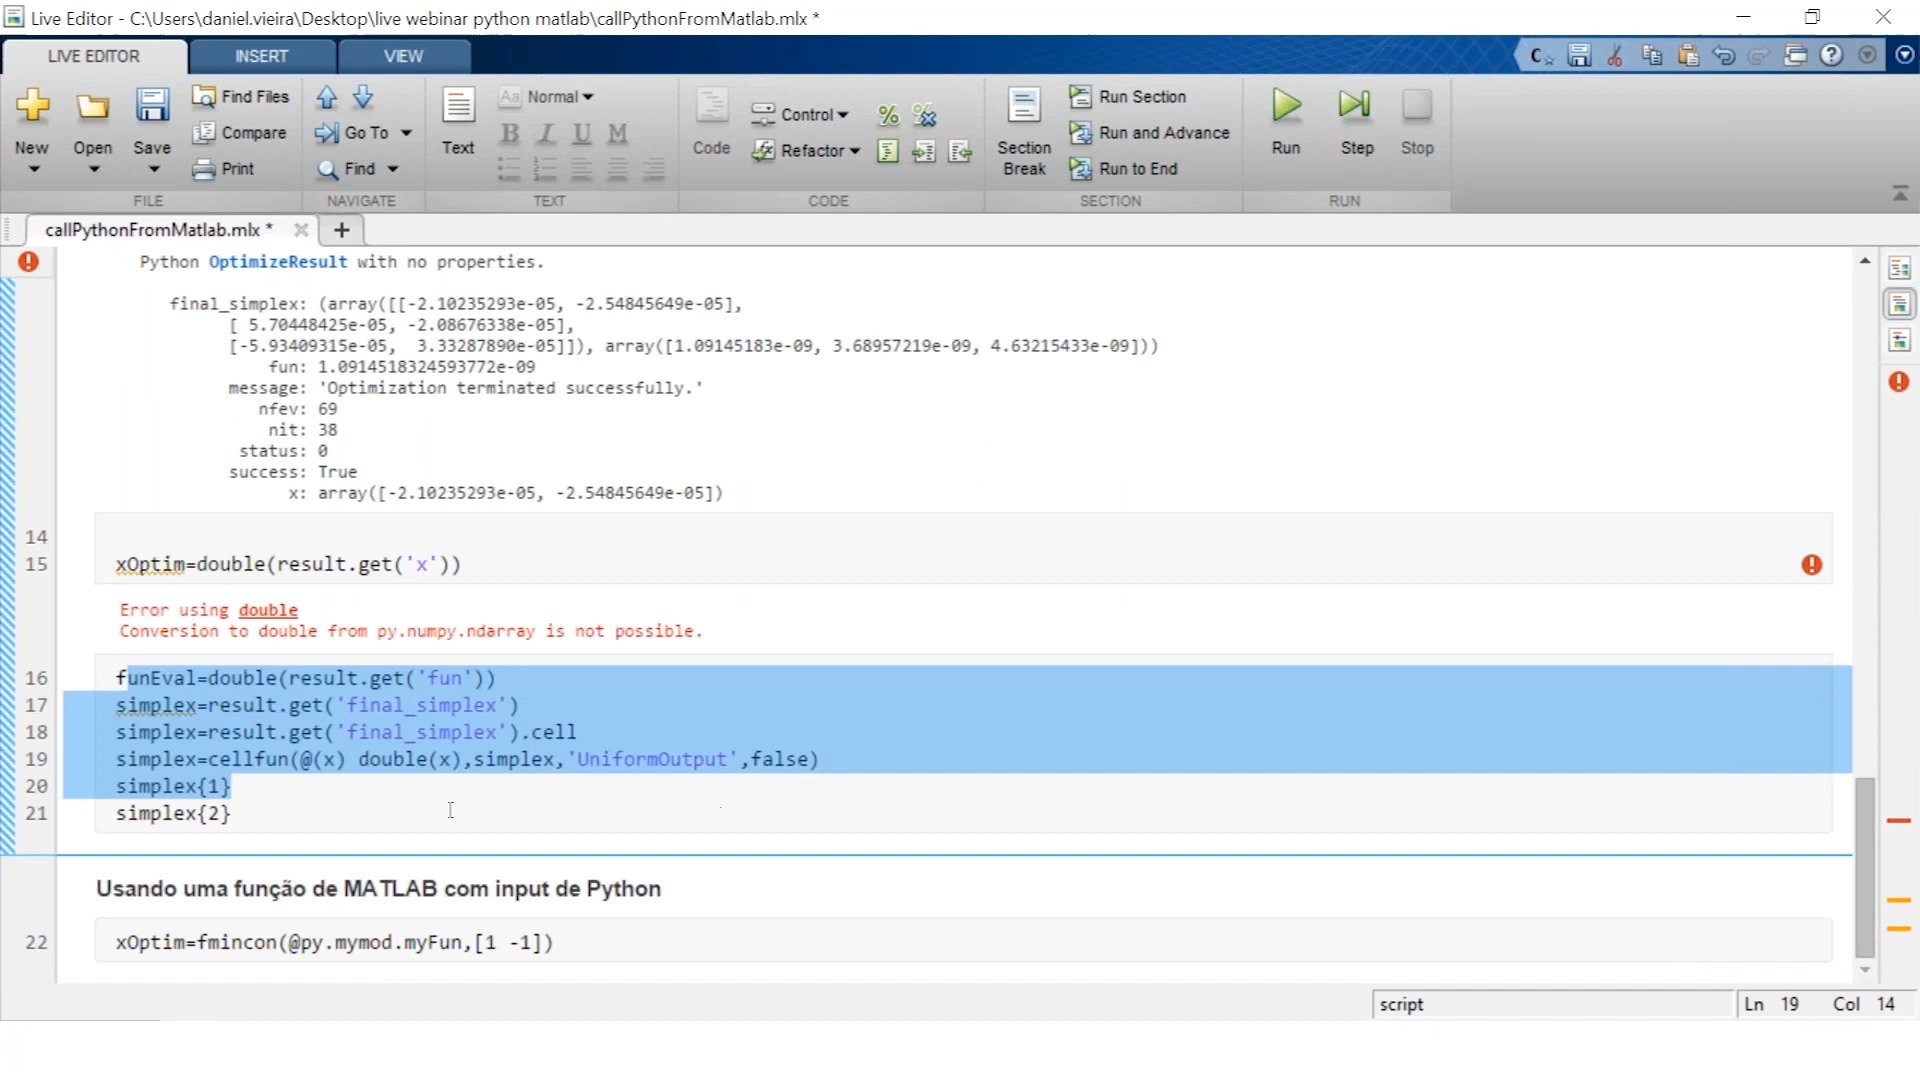 Live Editor - C:\Users\daniel.vieira\Desktop\live webinar python matlab\callPythonFromMatlab.mlx *
LIVE EDITOR INSERT VIEW
New Open Save
Find Files
Compare
Print
FILE
Go To
Find
NAVIGATE
Text
Aa Normal
B I U M
TEXT
Code
Control
Refactor
CODE
Section Break
Run Section
Run and Advance
Run to End
SECTION
Run Step Stop
RUN
callPythonFromMatlab.mlx * +
Python OptimizeResult with no properties.
final_simplex: (array([[-2.10235293e-05, -2.54845649e-05],
[ 5.70448425e-05, -2.08676338e-05],
[-5.93409315e-05, 3.33287890e-05]]), array([1.09145183e-09, 3.68957219e-09, 4.63215433e-09]))
fun: 1.0914518324593772e-09
message: 'Optimization terminated successfully.'
nfev: 69
nit: 38
status: 0
success: True
x: array([-2.10235293e-05, -2.54845649e-05])
14
15 xOptim=double(result.get('x'))
Error using double
Conversion to double from py.numpy.ndarray is not possible.
16 funEval=double(result.get('fun'))
17 simplex=result.get('final_simplex')
18 simplex=result.get('final_simplex').cell
19 simplex=cellfun(@(x) double(x),simplex,'UniformOutput',false)
20 simplex{1}
21 simplex{2}
Usando uma função de MATLAB com input de Python
22 xOptim=fmincon(@py.mymod.myFun,[1 -1])
script Ln 19 Col 14